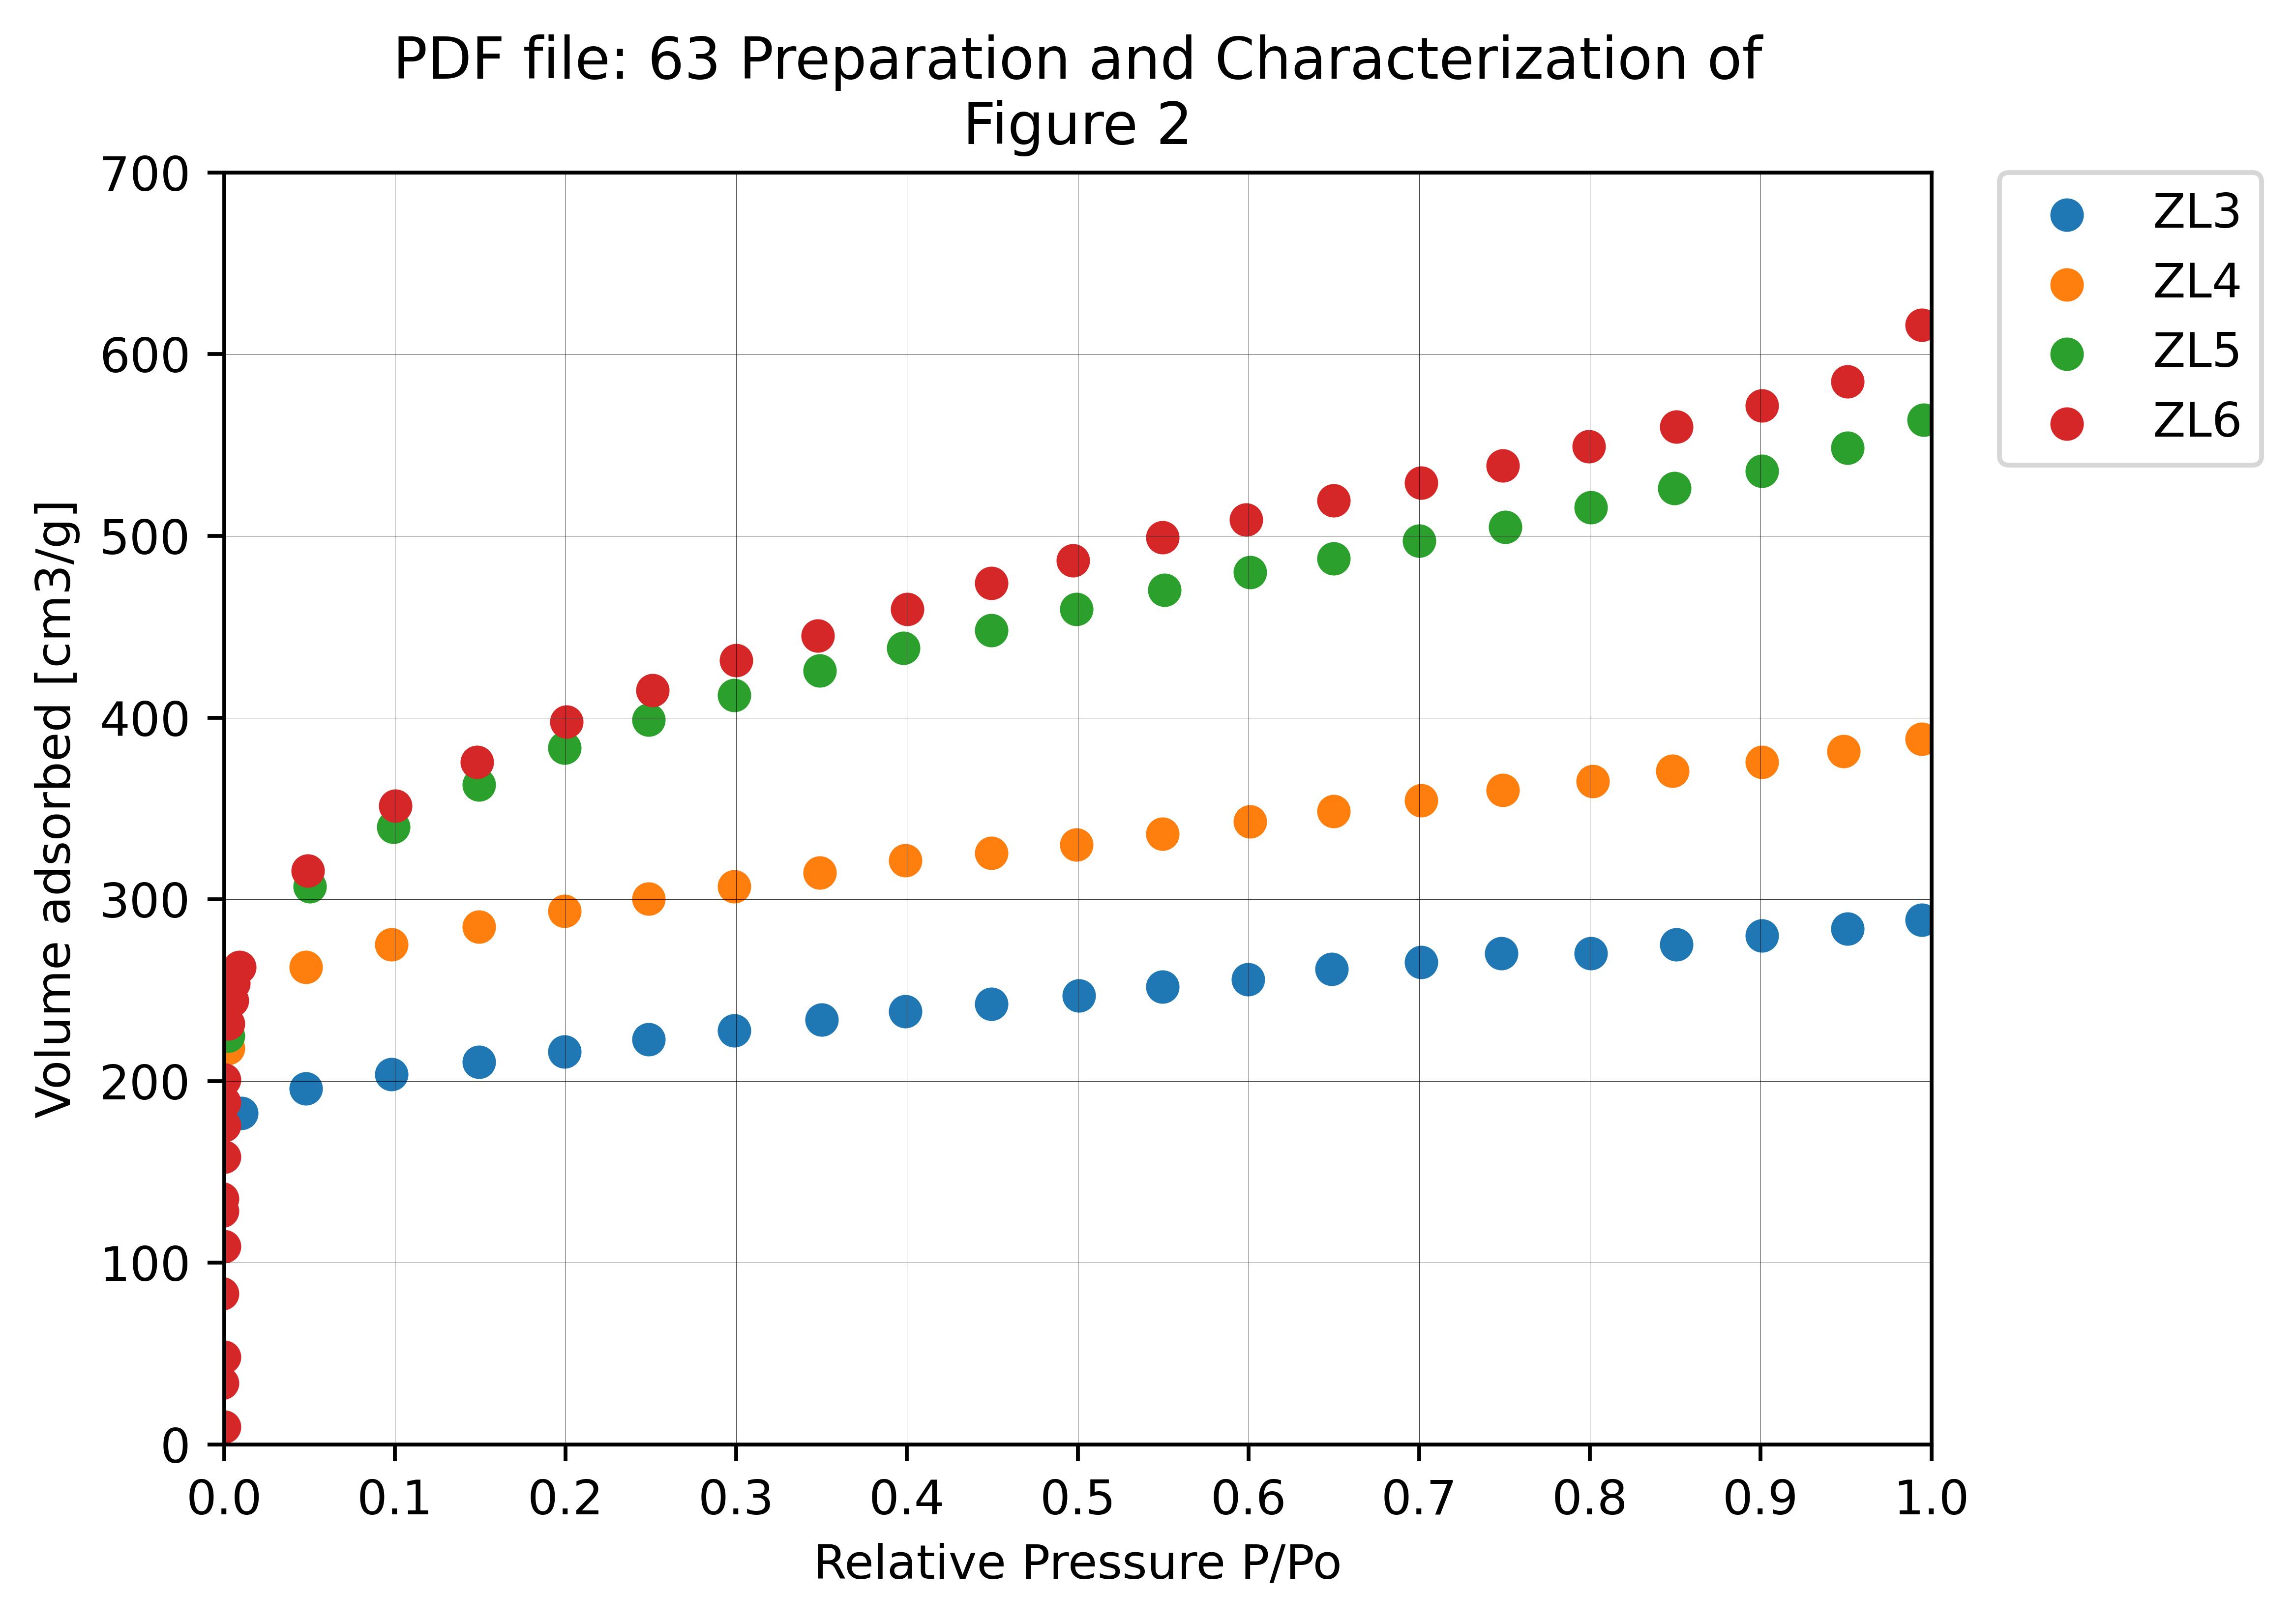 PDF file: 63 Preparation and Characterization of
Figure 2
700
600
500
400
300
200
100
0
Volume adsorbed [cm3/g]
0.0 0.1 0.2 0.3 0.4 0.5 0.6 0.7 0.8 0.9 1.0
Relative Pressure P/Po
ZL3
ZL4
ZL5
ZL6